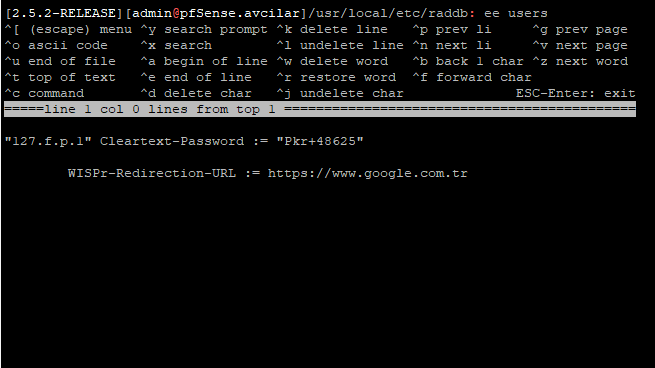 [2.5.2-RELEASE][admin@pfSense.avcilar]/usr/local/etc/raddb: ee users
^[ (escape) menu ^y search prompt ^k delete line ^p prev li ^g prev page
^o ascii code ^x search ^l undelete line ^n next li ^v next page
^u end of file ^a begin of line ^w delete word ^b back 1 char ^z next word
^t top of text ^e end of line ^r restore word ^f forward char
^c command ^d delete char ^j undelete char ESC-Enter: exit
=====line 1 col 0 lines from top 1 ============================================
"127.f.p.1" Cleartext-Password := "Pkr+48625"
WISPr-Redirection-URL := https://www.google.com.tr